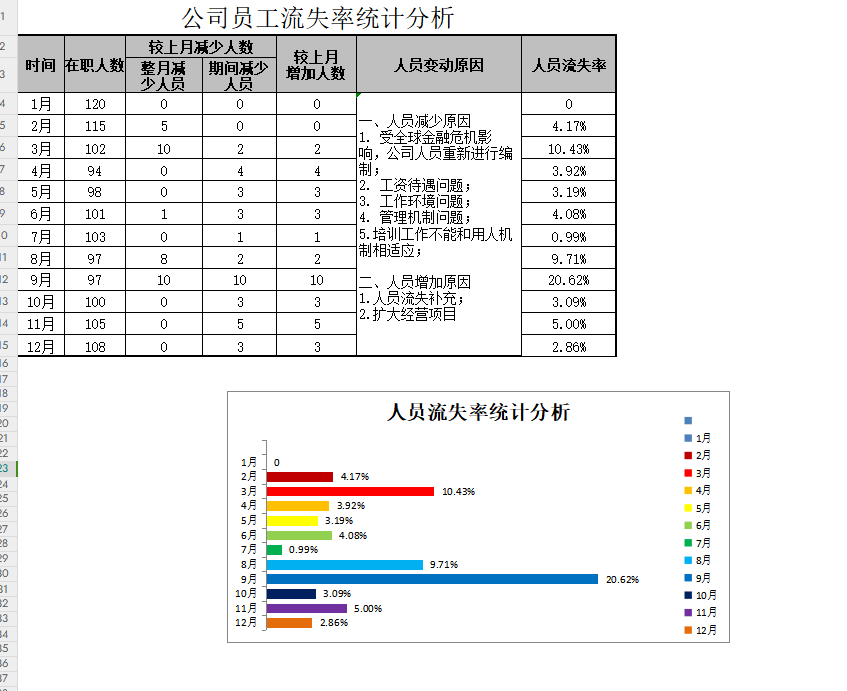 公司员工流失率统计分析
时间 在职人数 较上月减少人数 较上月增加人数 人员变动原因 人员流失率
整月减少人员 期间减少人员
1月 120 0 0 0 0
2月 115 5 0 0 4.17%
3月 102 10 2 2 10.43%
4月 94 0 4 4 3.92%
5月 98 0 3 3 3.19%
6月 101 1 3 3 4.08%
7月 103 0 1 1 0.99%
8月 97 8 2 2 9.71%
9月 97 10 10 10 20.62%
10月 100 0 3 3 3.09%
11月 105 0 5 5 5.00%
12月 108 0 3 3 2.86%
一、人员减少原因
1. 受全球金融危机影
响，公司人员重新进行编
制；
2. 工资待遇问题；
3. 工作环境问题；
4. 管理机制问题；
5.培训工作不能和用人机
制相适应；
二、人员增加原因
1.人员流失补充；
2.扩大经营项目
人员流失率统计分析
1月 0
2月 4.17%
3月 10.43%
4月 3.92%
5月 3.19%
6月 4.08%
7月 0.99%
8月 9.71%
9月 20.62%
10月 3.09%
11月 5.00%
12月 2.86%
1月
2月
3月
4月
5月
6月
7月
8月
9月
10月
11月
12月